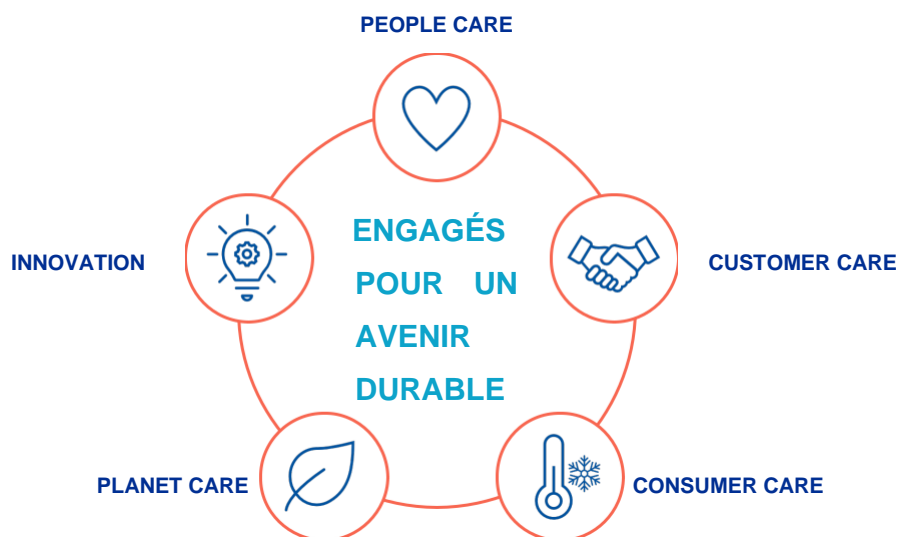 PEOPLE CARE
ENGAGÉS
POUR UN
AVENIR
DURABLE
INNOVATION
CUSTOMER CARE
PLANET CARE
CONSUMER CARE